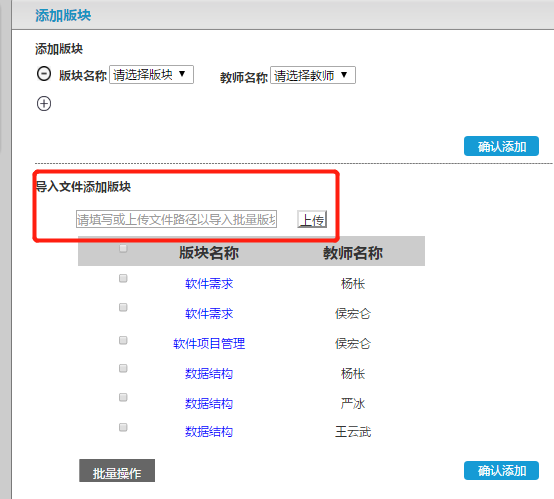 添加版块
添加版块
版块名称 请选择版块 教师名称 请选择教师
确认添加
导入文件添加版块
请填写或上传文件路径以导入批量版块 上传
版块名称 教师名称
软件需求 杨枨
软件需求 侯宏仑
软件项目管理 侯宏仑
数据结构 杨枨
数据结构 严冰
数据结构 王云武
批量操作 确认添加